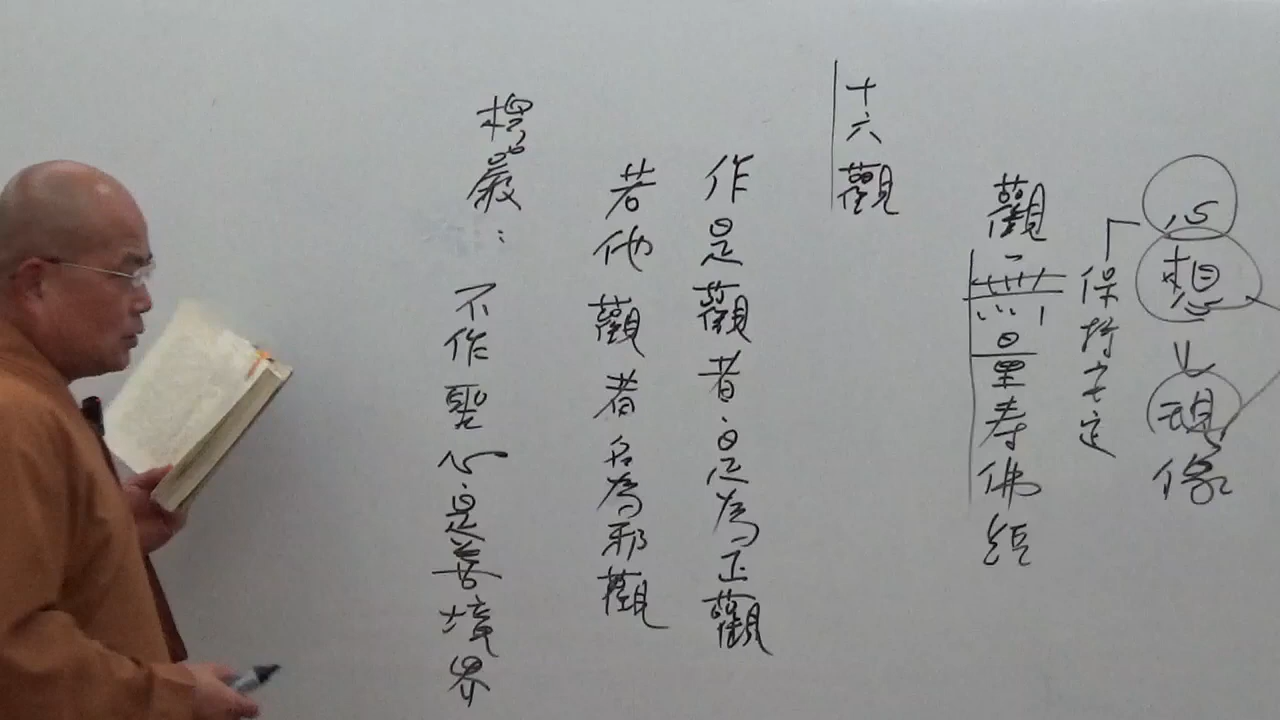 心想
現像
保持安定
觀無量壽佛經
十六觀
作是觀者,是為正觀
若他觀者名為邪觀
楞嚴:不作聖心是善境界